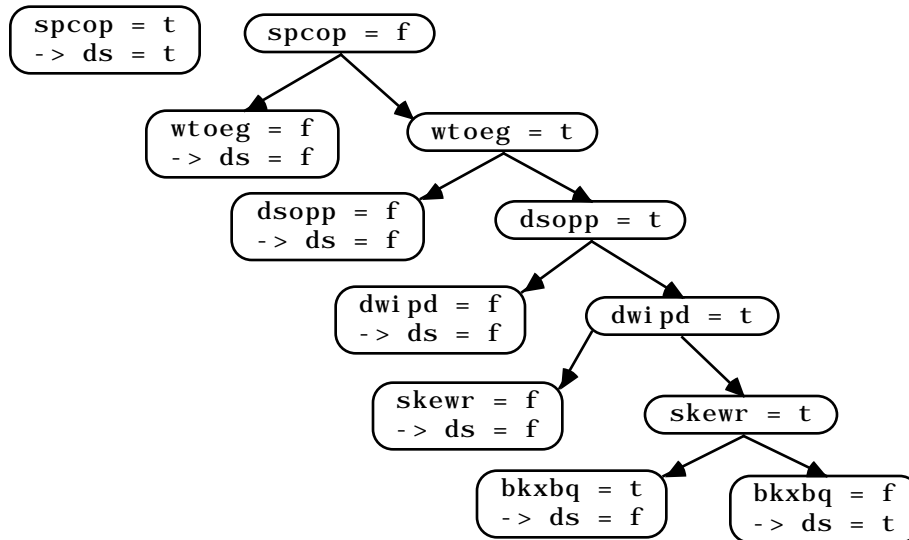 spcop = t
-> ds = t
spcop = f
wtoeg = f
-> ds = f
wtoeg = t
dsopp = f
-> ds = f
dsopp = t
dwipd = f
-> ds = f
dwipd = t
skewr = f
-> ds = f
skewr = t
bkxbq = t
-> ds = f
bkxbq = f
-> ds = t